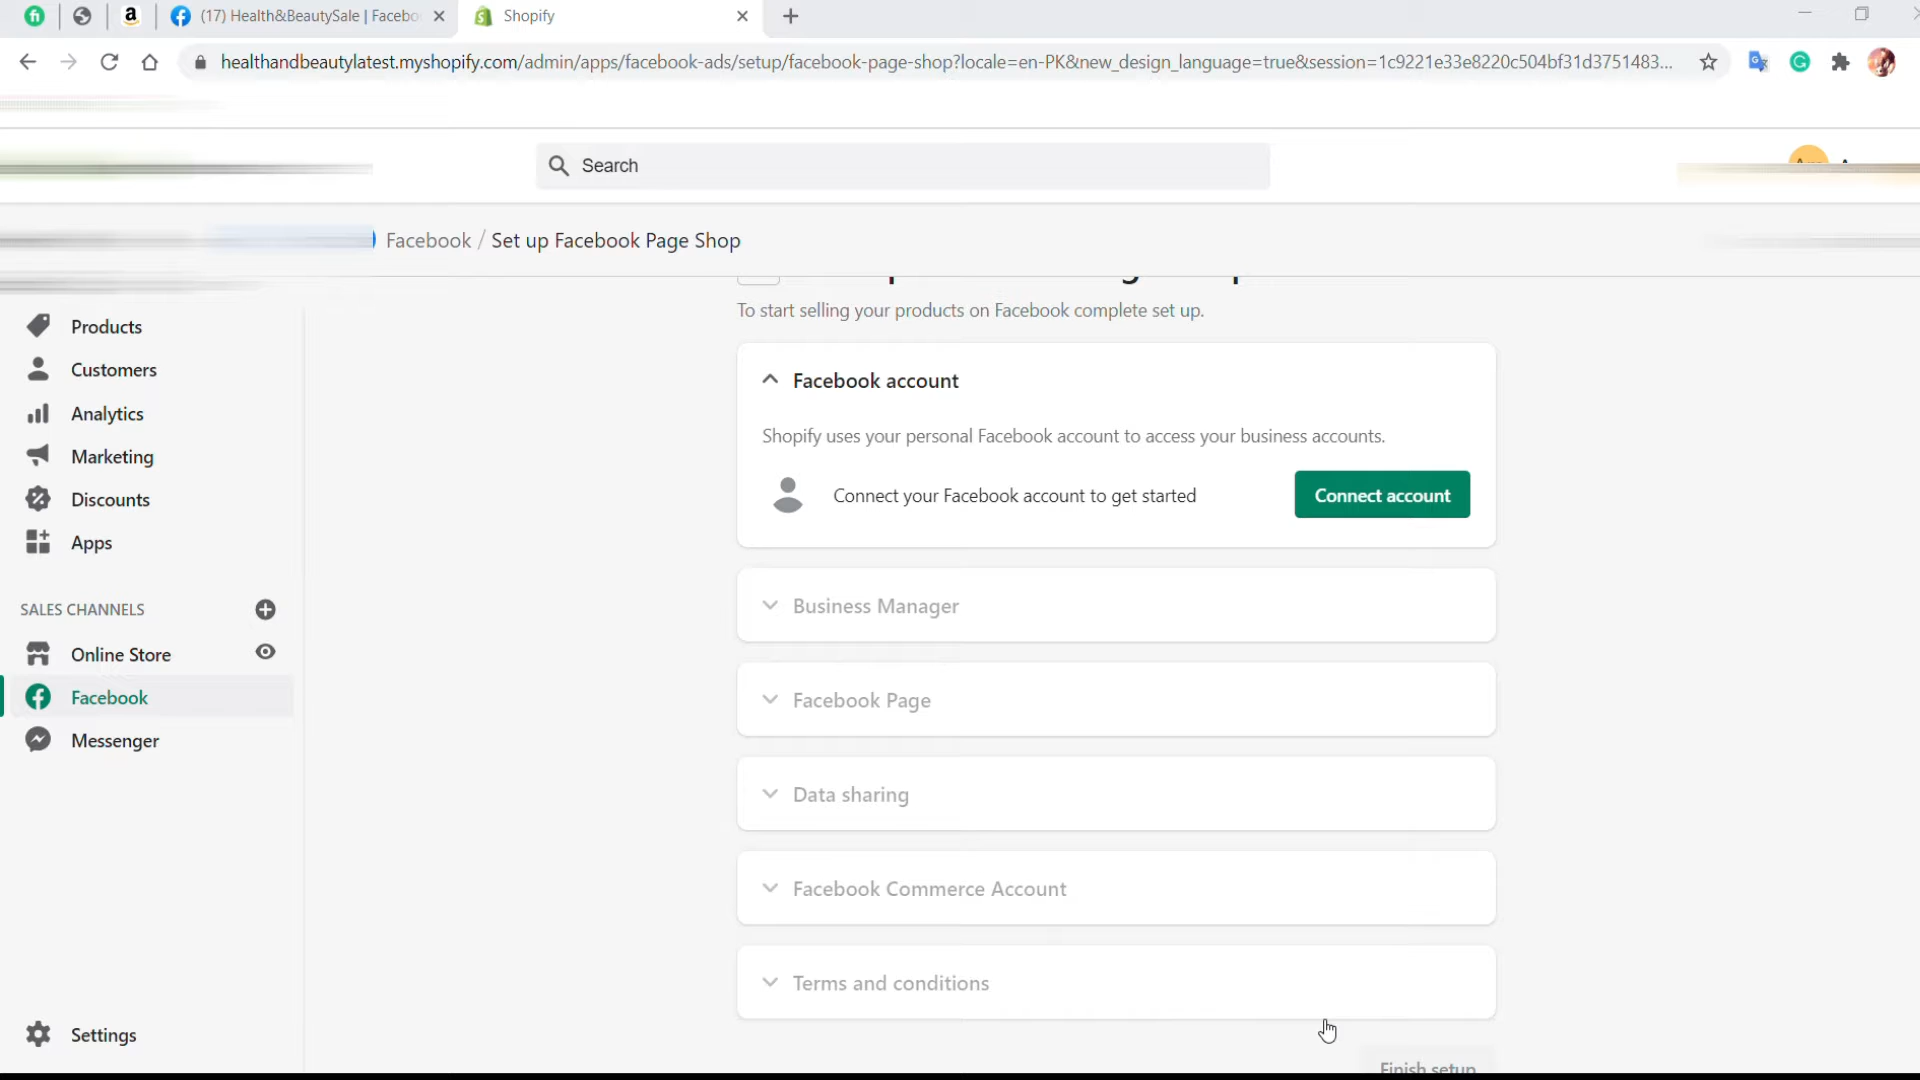 (17) Health&BeautySale | Facebo
Shopify
healthandbeautylatest.myshopify.com/admin/apps/facebook-ads/setup/facebook-page-shop?locale=en-PK&new_design_language=true&session=1c9221e33e8220c504bf31d3751483...
Search
Facebook / Set up Facebook Page Shop
Products
Customers
Analytics
Marketing
Discounts
Apps
SALES CHANNELS
Online Store
Facebook
Messenger
Settings
To start selling your products on Facebook complete set up.
Facebook account
Shopify uses your personal Facebook account to access your business accounts.
Connect your Facebook account to get started
Connect account
Business Manager
Facebook Page
Data sharing
Facebook Commerce Account
Terms and conditions
Finish setup